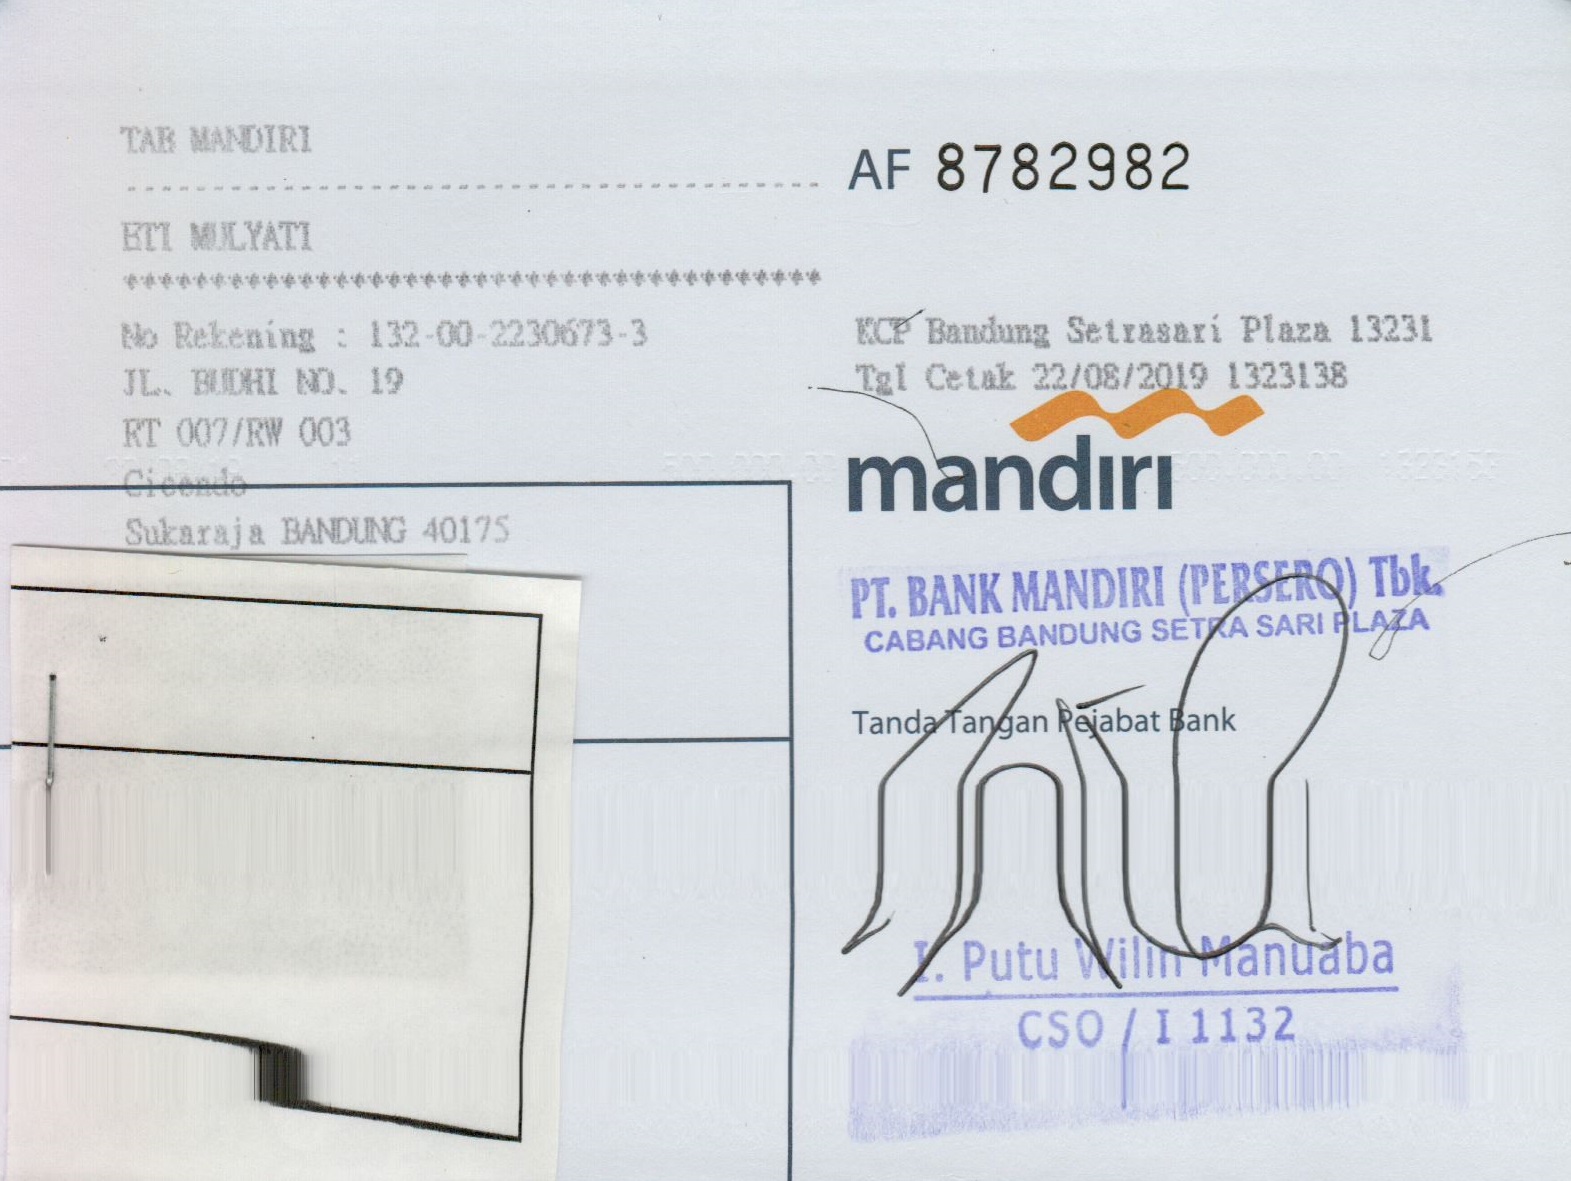 TAB MANDIRI
ETI MULYATI
****************************************
No Rekening : 132-00-2230673-3
JL. BUDHI NO. 19
RT 007/RW 003
Cicendo
Sukaraja BANDUNG 40175
AF 8782982
KCP Bandung Setrasari Plaza 13231
Tgl Cetak 22/08/2019 1323138
mandiri
PT. BANK MANDIRI (PERSERO) Tbk.
CABANG BANDUNG SETRA SARI PLAZA
Tanda Tangan Pejabat Bank
I. Putu Wilin Manuaba
CSO / I 1132